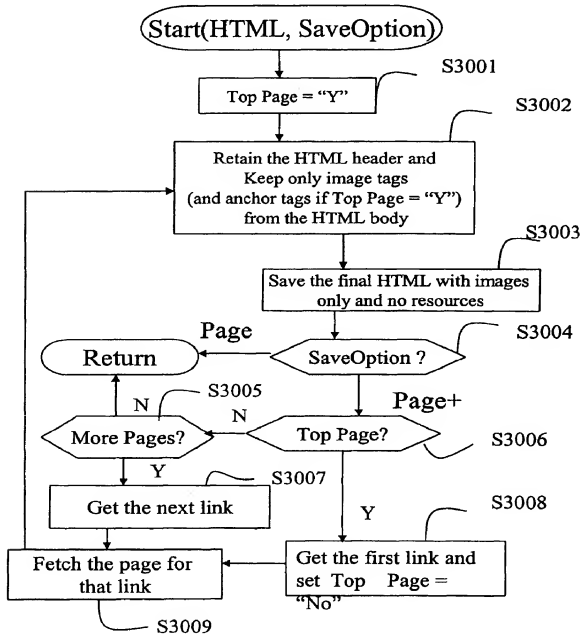 Start(HTML, SaveOption)
S3001
Top Page = “Y”
S3002
Retain the HTML header and
Keep only image tags
(and anchor tags if Top Page = “Y”)
from the HTML body
S3003
Save the final HTML with images
only and no resources
Page
S3004
Return
SaveOption ?
S3005
Page+
N
N
More Pages?
Top Page?
S3006
Y
S3007
Get the next link
Y
S3008
Fetch the page for
that link
Get the first link and
set Top Page =
“No”
S3009